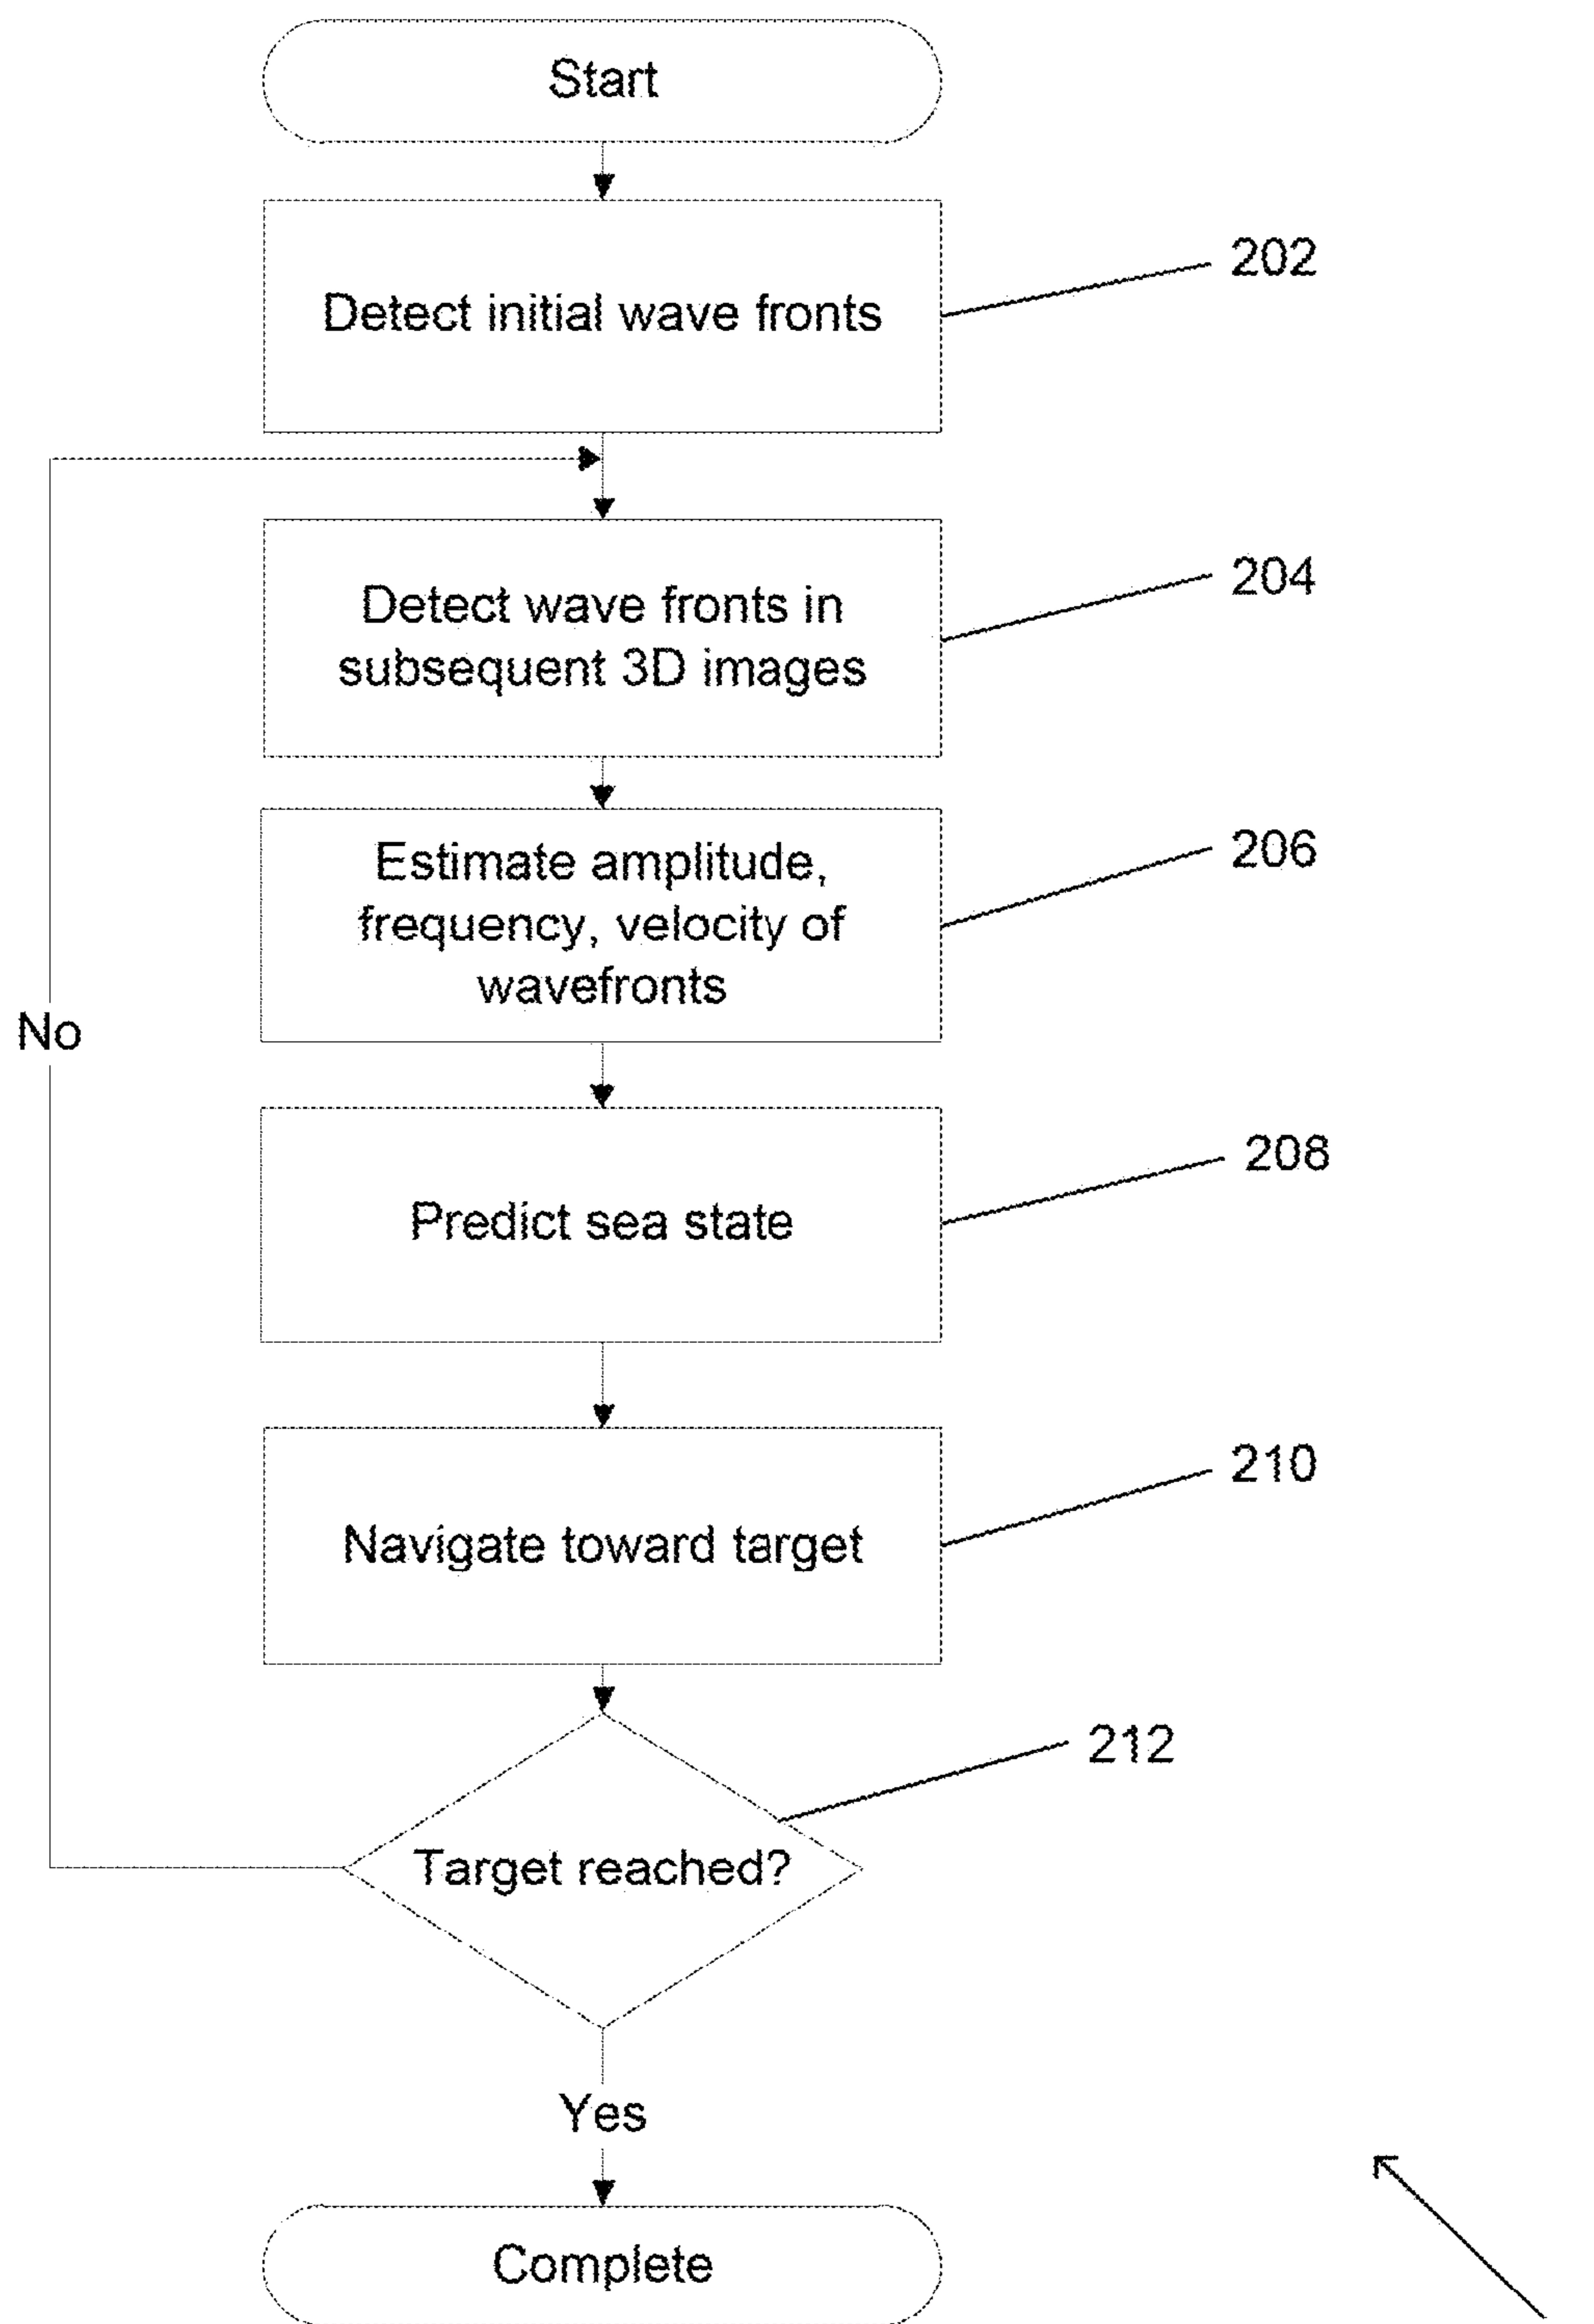 Start
Detect initial wave fronts
202
Detect wave fronts in
subsequent 3D images
204
Estimate amplitude,
frequency, velocity of
wavefronts
206
No
Predict sea state
208
Navigate toward target
210
Target reached?
212
Yes
Complete